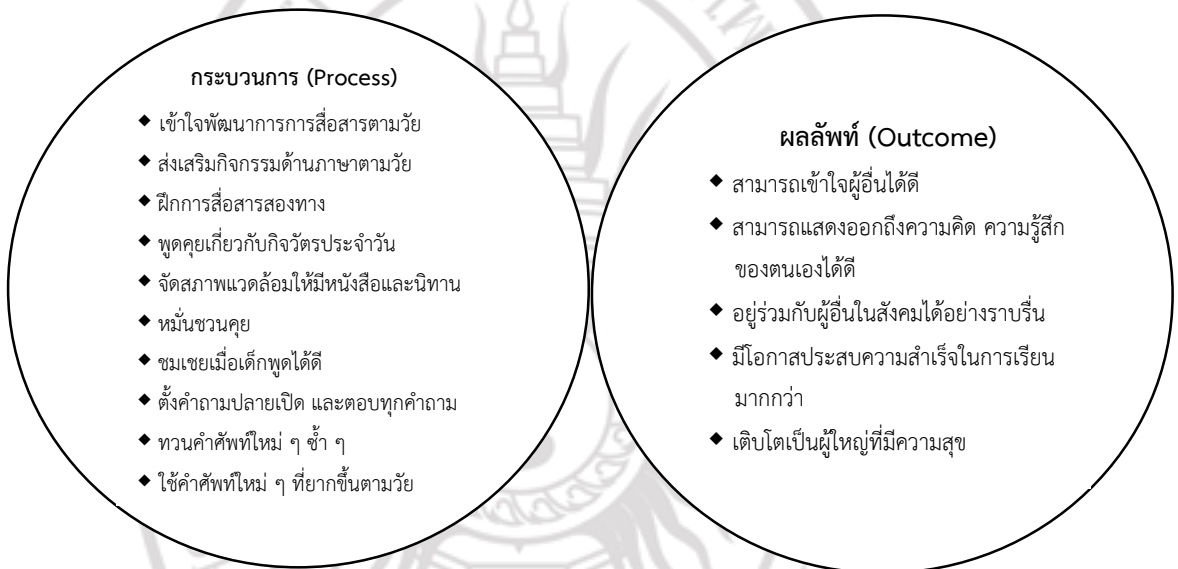 กระบวนการ (Process)
◆ เข้าใจพัฒนาการการสื่อสารตามวัย
◆ ส่งเสริมกิจกรรมด้านภาษาตามวัย
◆ ฝึกการสื่อสารสองทาง
◆ พูดคุยเกี่ยวกับกิจวัตรประจำวัน
◆ จัดสภาพแวดล้อมให้มีหนังสือและนิทาน
◆ หมั่นชวนคุย
◆ ชมเชยเมื่อเด็กพูดได้ดี
◆ ตั้งคำถามปลายเปิด และตอบทุกคำถาม
◆ ทวนคำศัพท์ใหม่ ๆ ซ้ำ ๆ
◆ ใช้คำศัพท์ใหม่ ๆ ที่ยากขึ้นตามวัย
ผลลัพท์ (Outcome)
◆ สามารถเข้าใจผู้อื่นได้ดี
◆ สามารถแสดงออกถึงความคิด ความรู้สึก
ของตนเองได้ดี
◆ อยู่ร่วมกับผู้อื่นในสังคมได้อย่างราบรื่น
◆ มีโอกาสประสบความสำเร็จในการเรียน
มากกว่า
◆ เติบโตเป็นผู้ใหญ่ที่มีความสุข